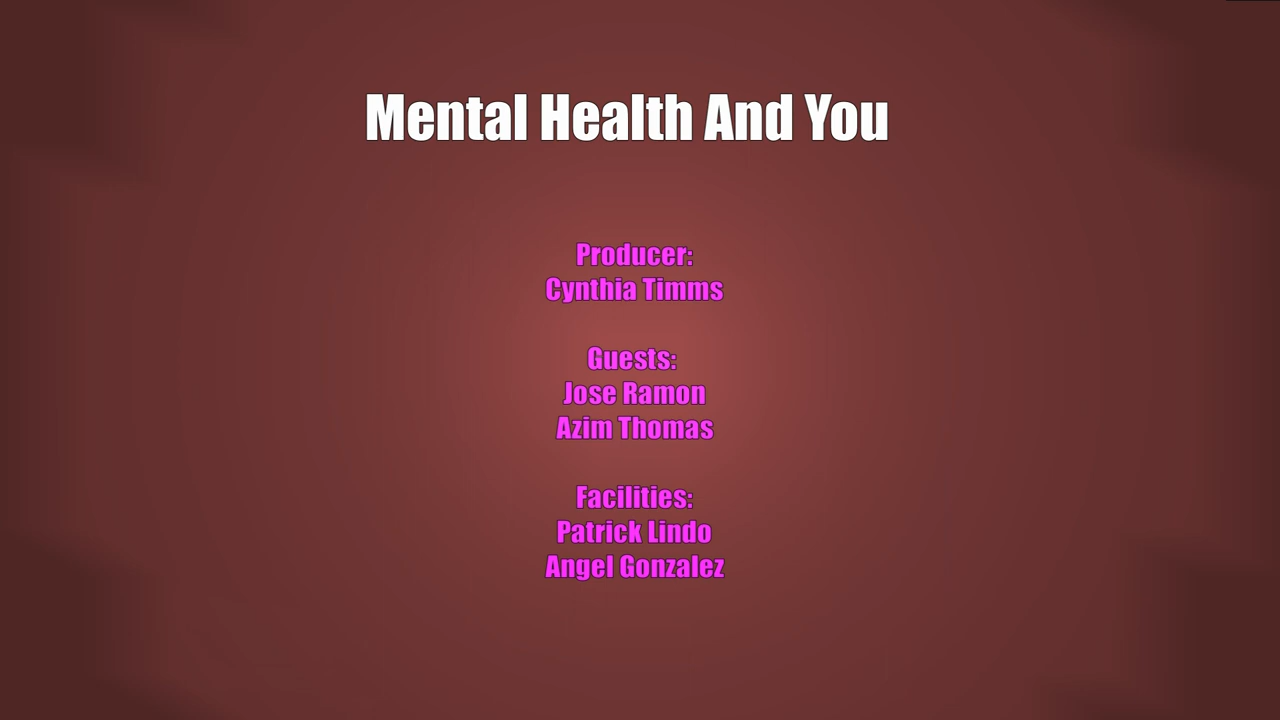 Mental Health And You
Producer:
Cynthia Timms
Guests:
Jose Ramon
Azim Thomas
Facilities:
Patrick Lindo
Angel Gonzalez